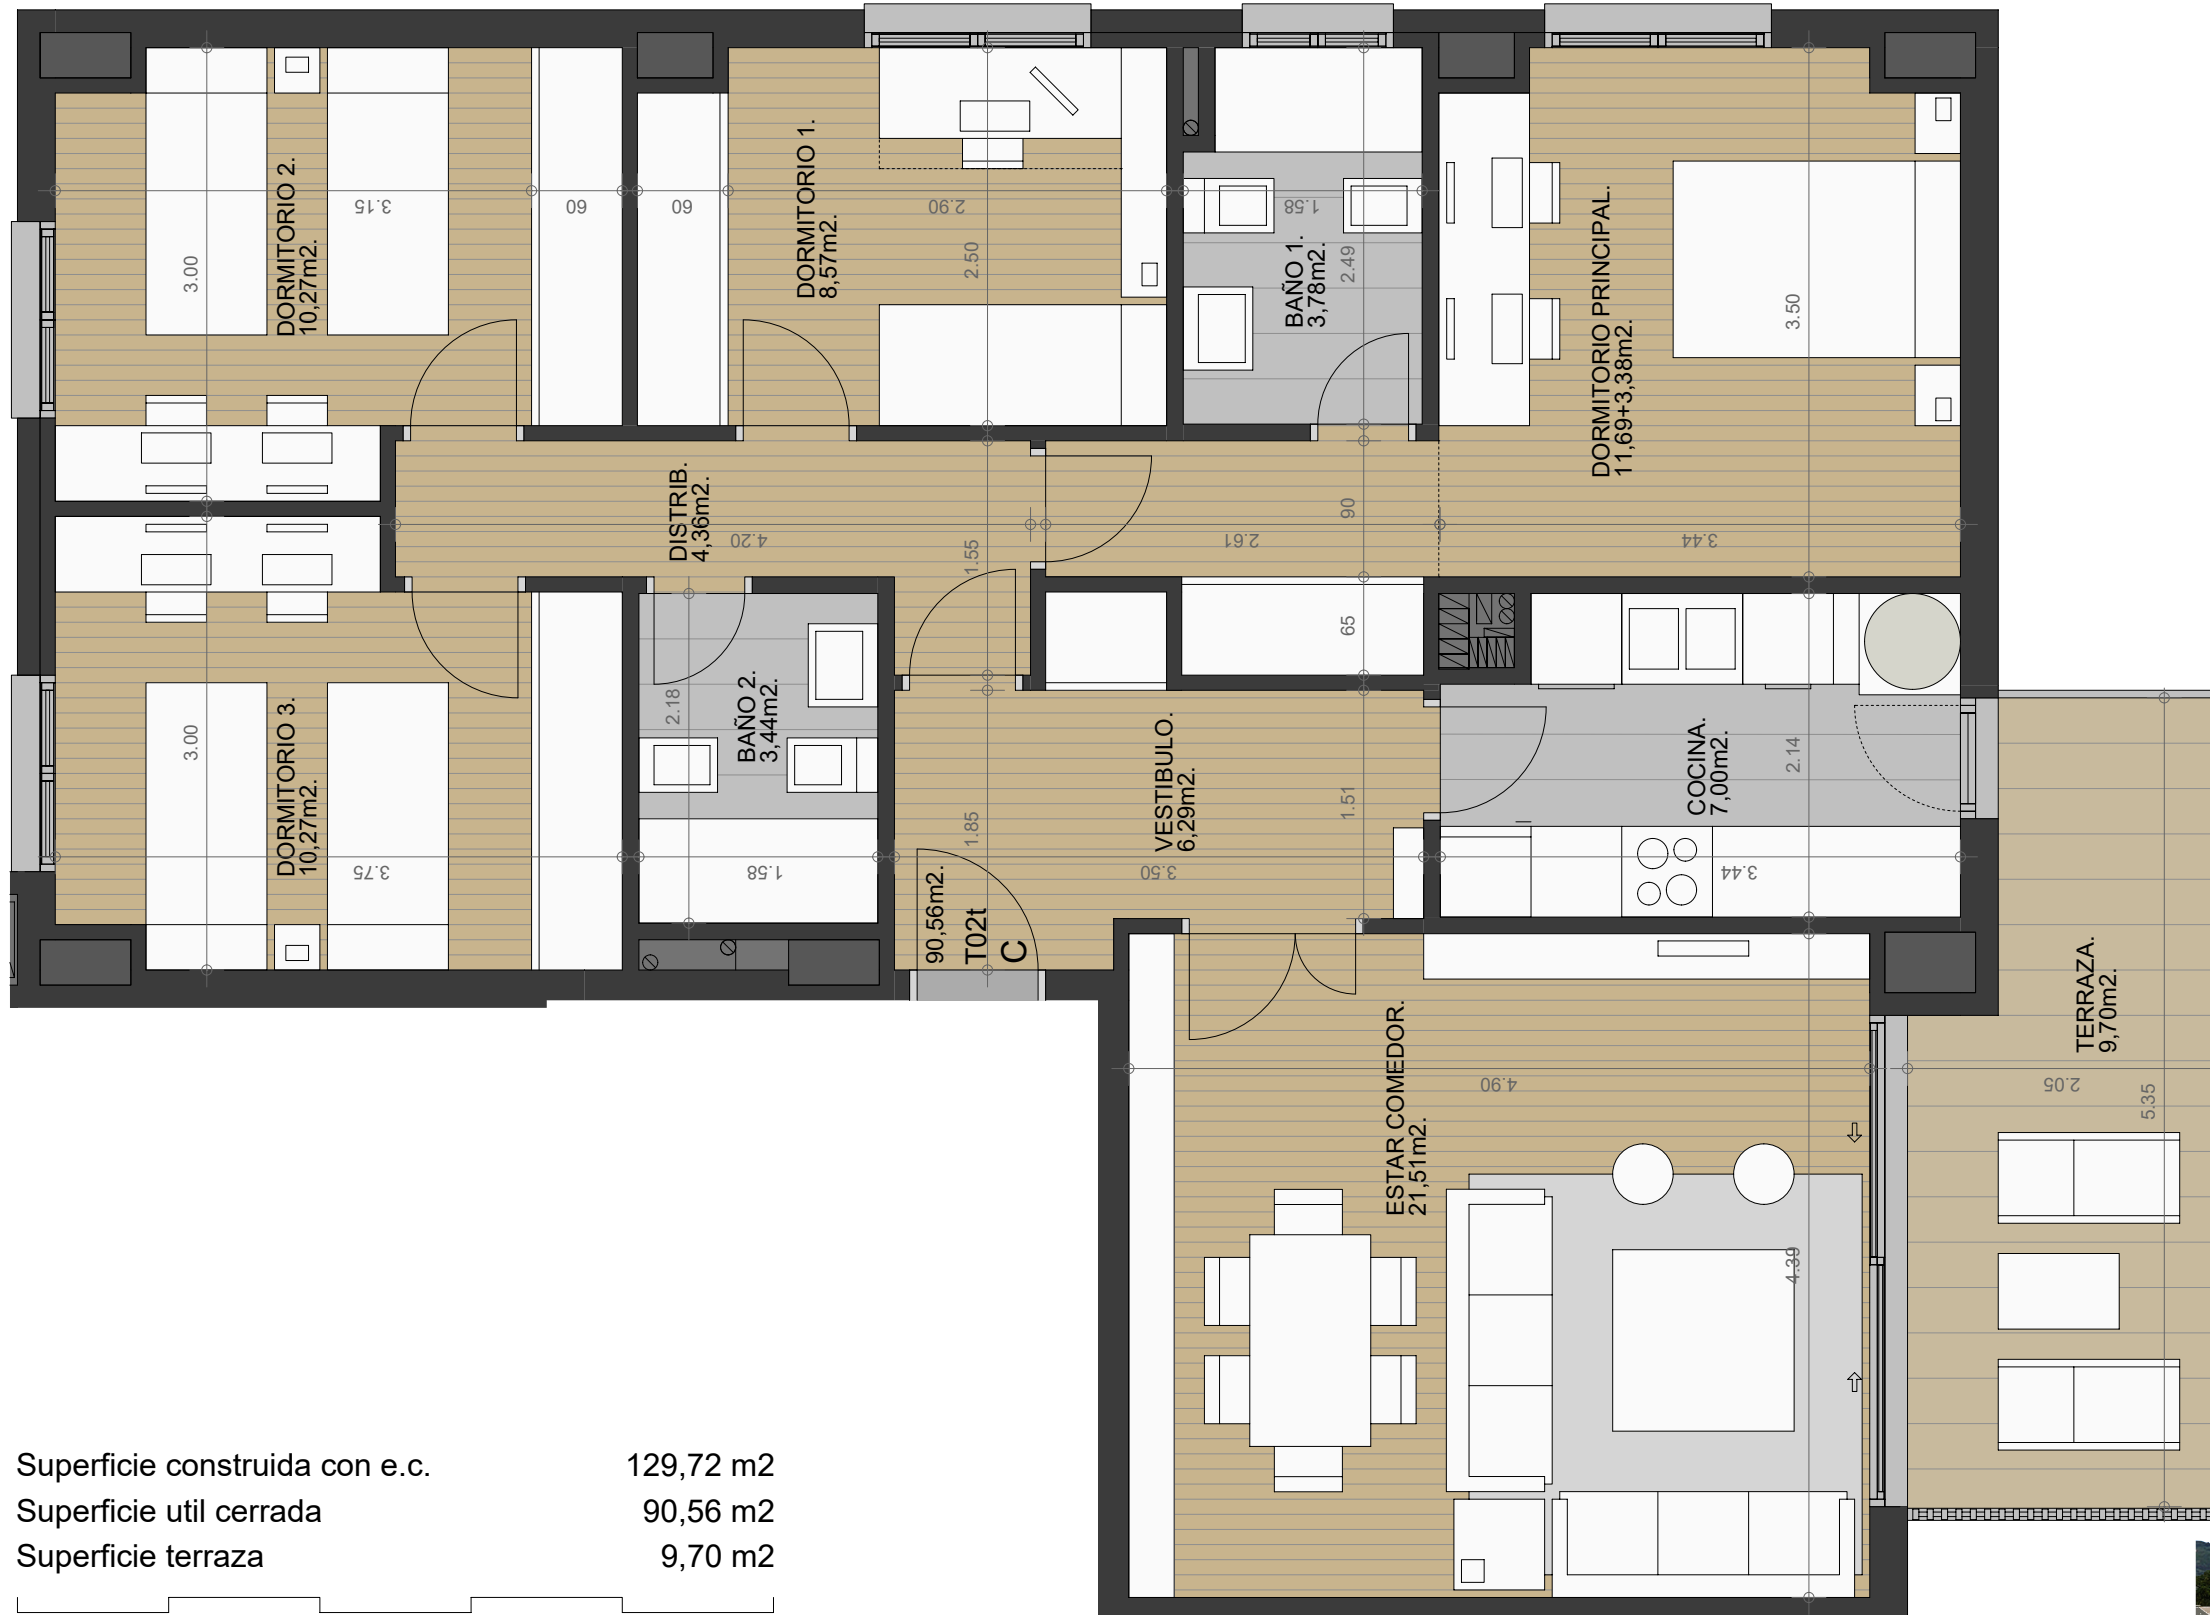 DORMITORIO 2.
10,27m2.
3.00
3.15
60
DORMITORIO 1.
8,57m2.
60
2.90
2.50
BAÑO 1.
3,78m2.
1.58
2.49
DORMITORIO PRINCIPAL.
11,69+3,38m2.
3.50
DISTRIB.
4,36m2.
4.20
1.55
2.61
90
3.44
65
DORMITORIO 3.
10,27m2.
3.00
3.75
BAÑO 2.
3,44m2.
2.18
1.58
VESTIBULO.
6,29m2.
1.85
3.50
1.51
90,56m2.
T02t
C
COCINA.
7,00m2.
2.14
3.44
ESTAR COMEDOR.
21,51m2.
4.90
4.39
TERRAZA.
9,70m2.
2.05
5.35
Superficie construida con e.c. 129,72 m2
Superficie util cerrada 90,56 m2
Superficie terraza 9,70 m2